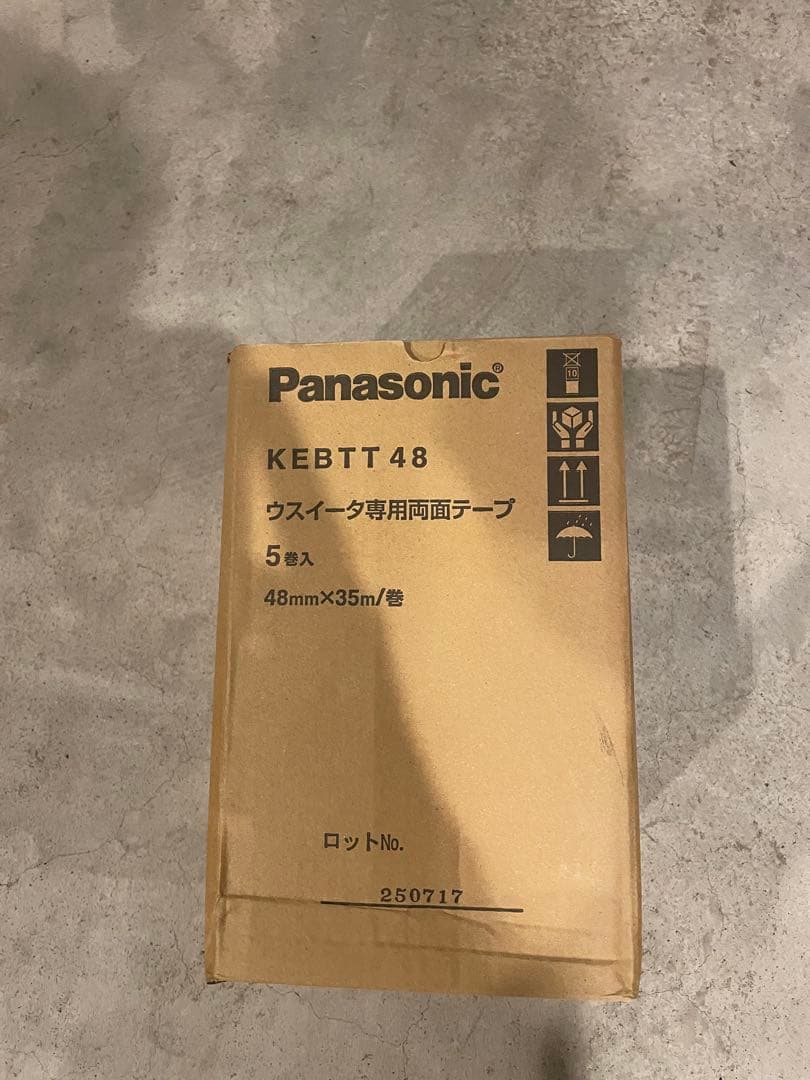 Panasonic®
KEBTT 48
ウスイータ専用両面テープ
5巻入
48mm×35m/巻
10
ロットNo.
250717